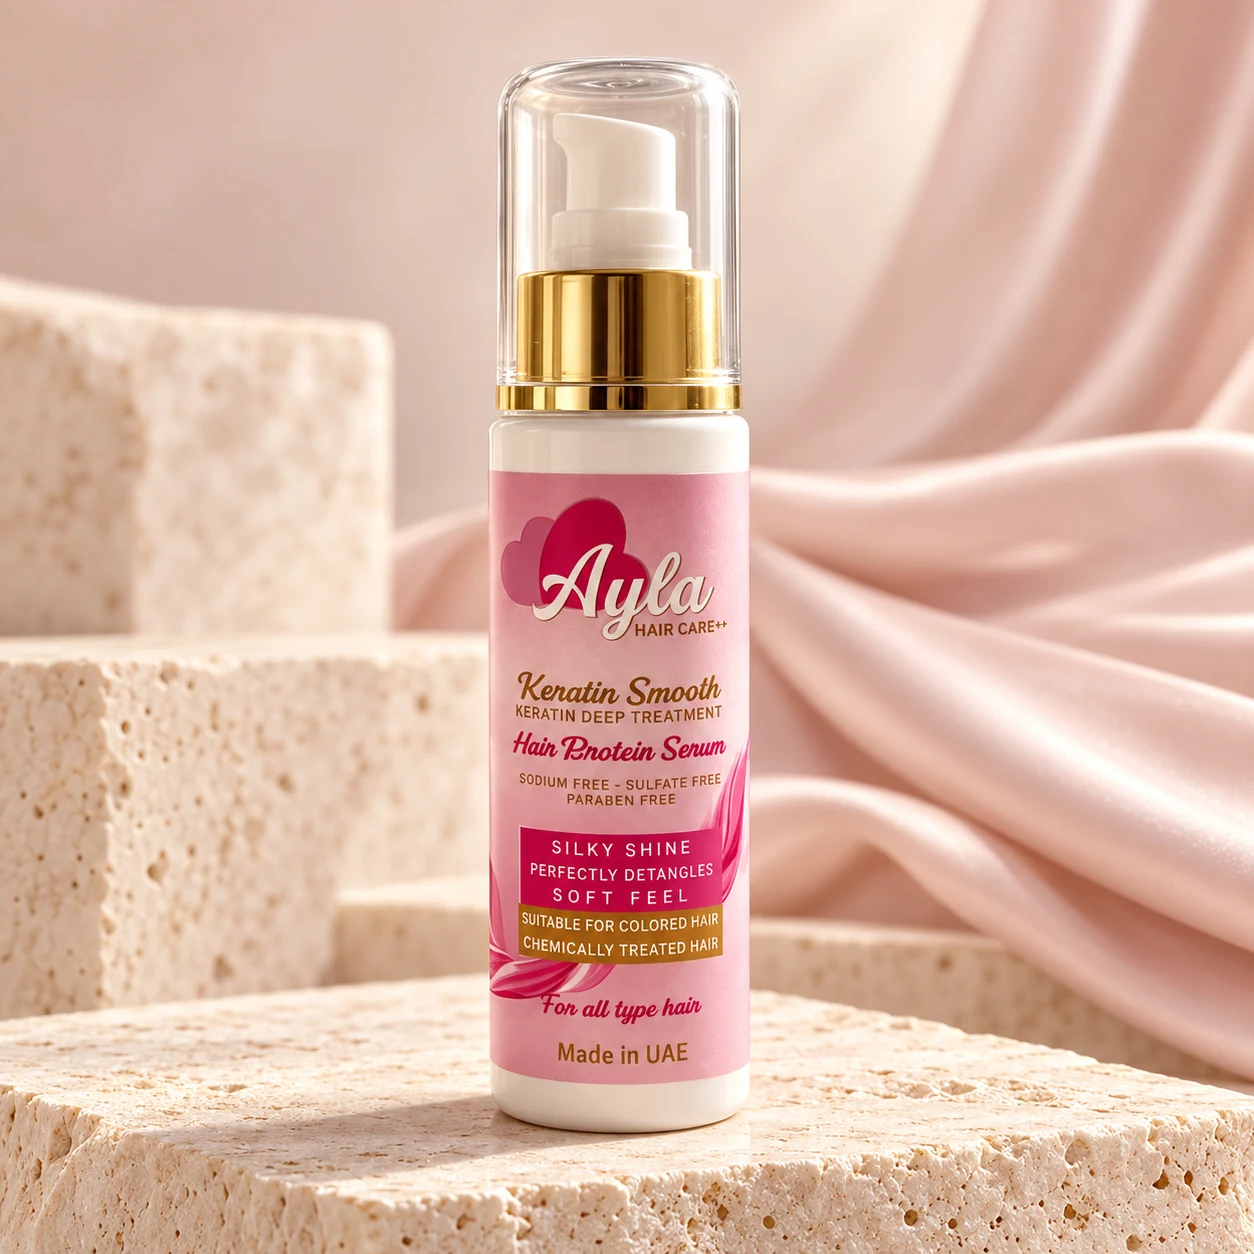 Ayla
HAIR CARE++
Keratin Smooth
KERATIN DEEP TREATMENT
Hair Protein Serum
SODIUM FREE - SULFATE FREE
PARABEN FREE
SILKY SHINE
PERFECTLY DETANGLES
SOFT FEEL
SUITABLE FOR COLORED HAIR
CHEMICALLY TREATED HAIR
For all type hair
Made in UAE